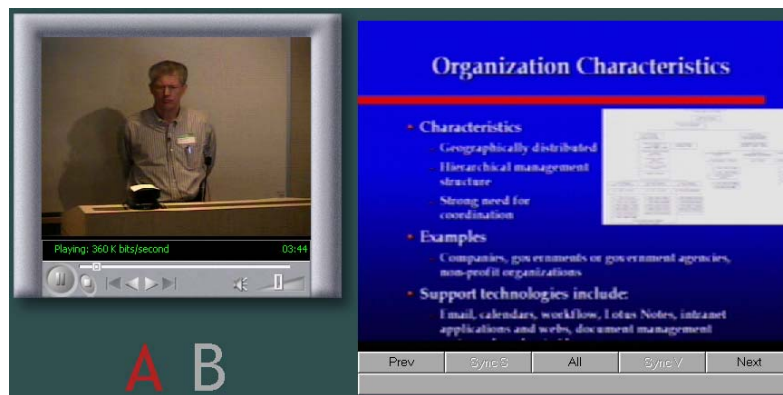 Organization Characteristics
Characteristics
Geographically distributed
Hierarchical management
structure
Strong need for
coordination
Examples
Companies, governments or government agencies,
non-profit organizations
Support technologies include:
Email, calendars, workflow, Lotus Notes, intranet
applications and webs, document management
Playing: 360 K bits/second 03:44
A B
Prev Sync S All Sync V Next